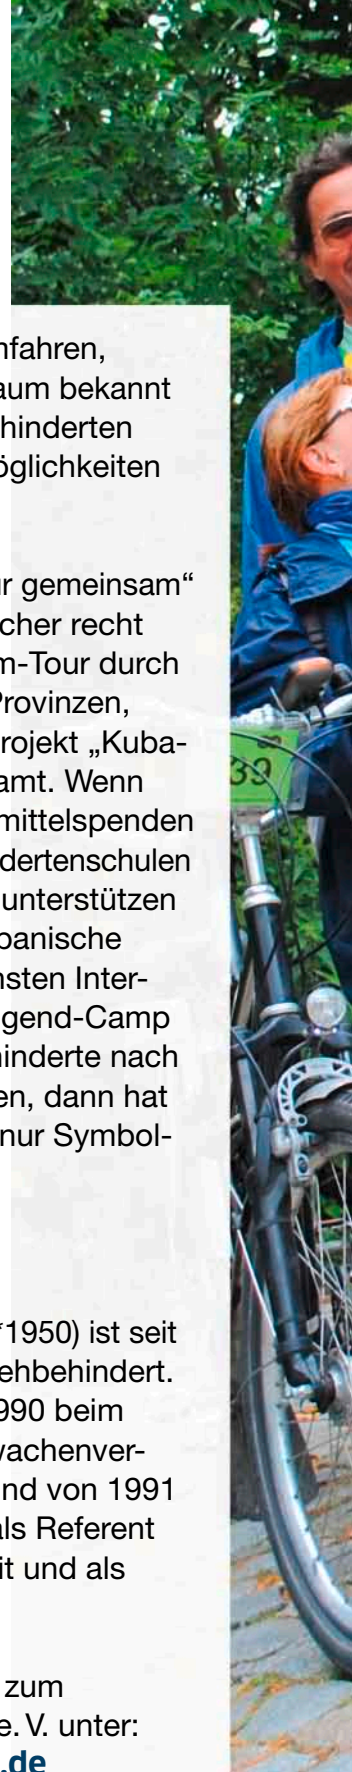 nfahren,
aum bekannt
hinderten
öglichkeiten
r gemeinsam“
cher recht
m-Tour durch
Provinzen,
rojekt „Kuba-
amt. Wenn
mittelspenden
dertenschulen
unterstützen
banische
nsten Inter-
gend-Camp
ninderte nach
en, dann hat
nur Symbol-
*1950) ist seit
ehbehindert.
990 beim
wachenver-
nd von 1991
als Referent
it und als
zum
e. V. unter:
.de
39